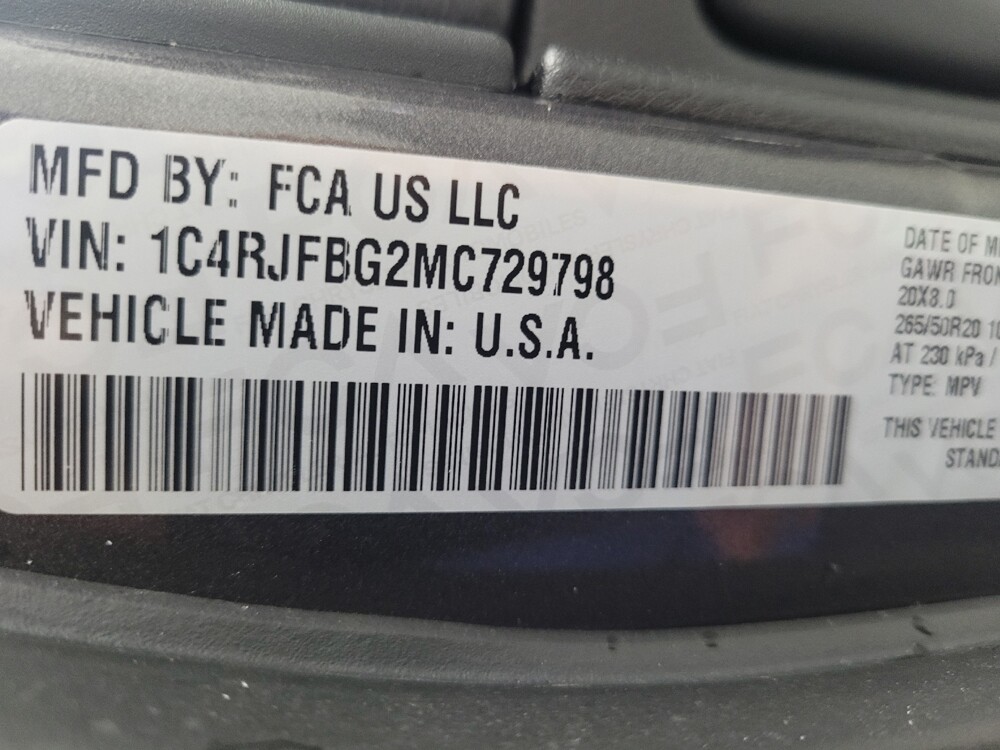 MFD BY: FCA US LLC
VIN: 1C4RJFBG2MC729798
VEHICLE MADE IN: U.S.A.
DATE OF M
GAWR FRON
20X8.0
265/50R20 10
AT 230 kPa /
TYPE: MPV
THIS VEHICLE
STAND